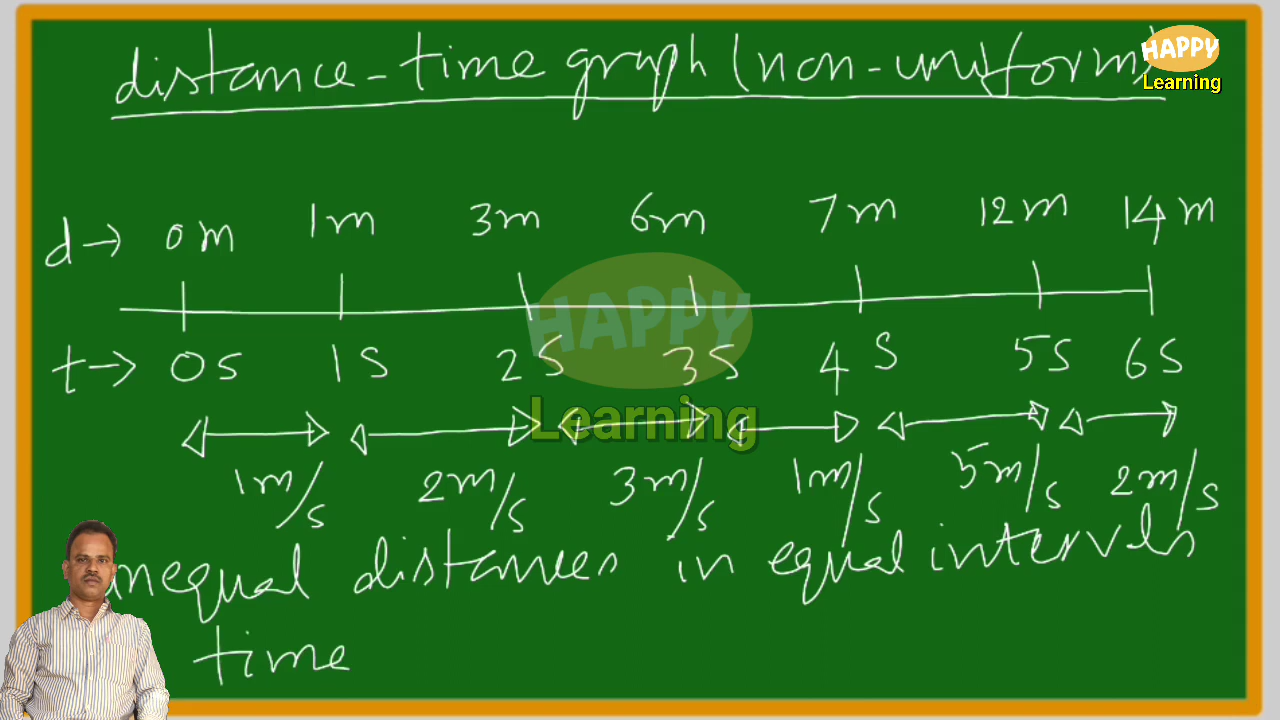 distance-time graph (non-uniform)
HAPPY
Learning
d→ 0m 1m 3m 6m 7m 12m 14m
HAPPY
t→ 0s 1s 2s 3s 4s 5s 6s
Learning
1m/s 2m/s 3m/s 1m/s 5m/s 2m/s
distances in equal intervals
time